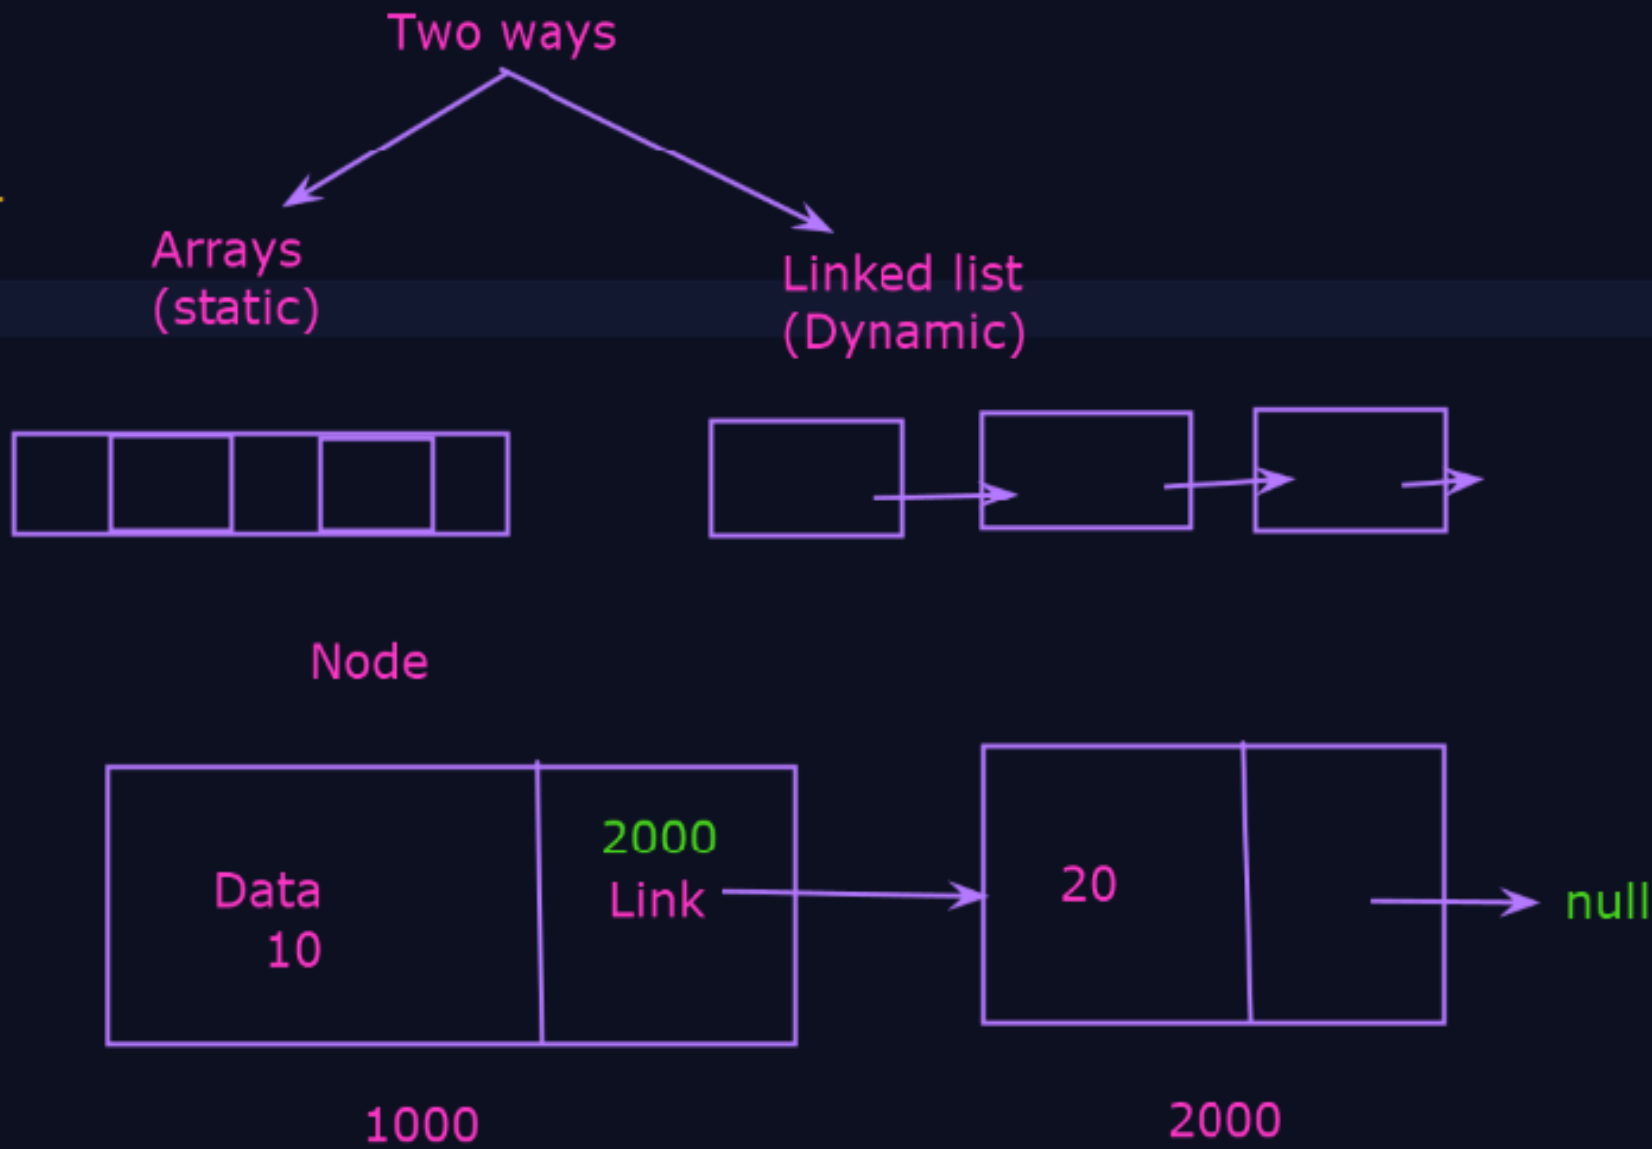 Two ways
Arrays
(static)
Linked list
(Dynamic)
Node
Data
10
2000
Link
20
null
1000
2000